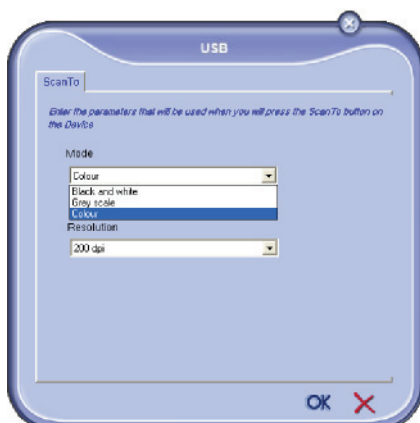 USB
ScanTo
Enter the parameters that will be used when you will press the ScanTo button on
the Device
Mode
Colour
Black and white
Grey scale
Colour
Resolution
200 dpi
OK